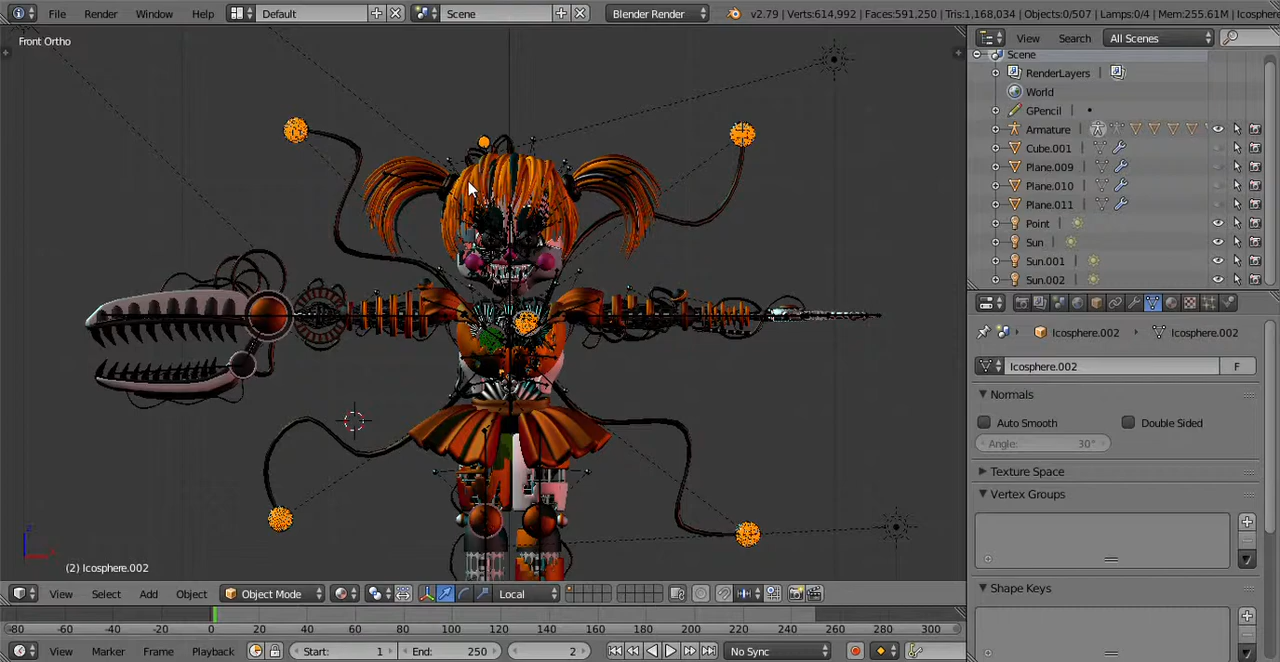 File Render Window Help Default Scene Blender Render v2.79 | Verts:614,992 | Faces:591,250 | Tris:1,168,034 | Objects:0/507 | Lamps:0/4 | Mem:255.61M | Icosphe
Front Ortho
View Search All Scenes
Scene
RenderLayers
World
GPencil
Armature
Cube.001
Plane.009
Plane.010
Plane.011
Point
Sun
Sun.001
Sun.002
Icosphere.002 Icosphere.002
Icosphere.002 F
Normals
Auto Smooth Double Sided
Angle: 30°
Texture Space
Vertex Groups
Shape Keys
(2) Icosphere.002
View Select Add Object Object Mode Local
-80 -60 -40 -20 0 20 40 60 80 100 120 140 160 180 200 220 240 260 280 300
View Marker Frame Playback Start: 1 End: 250 2 No Sync